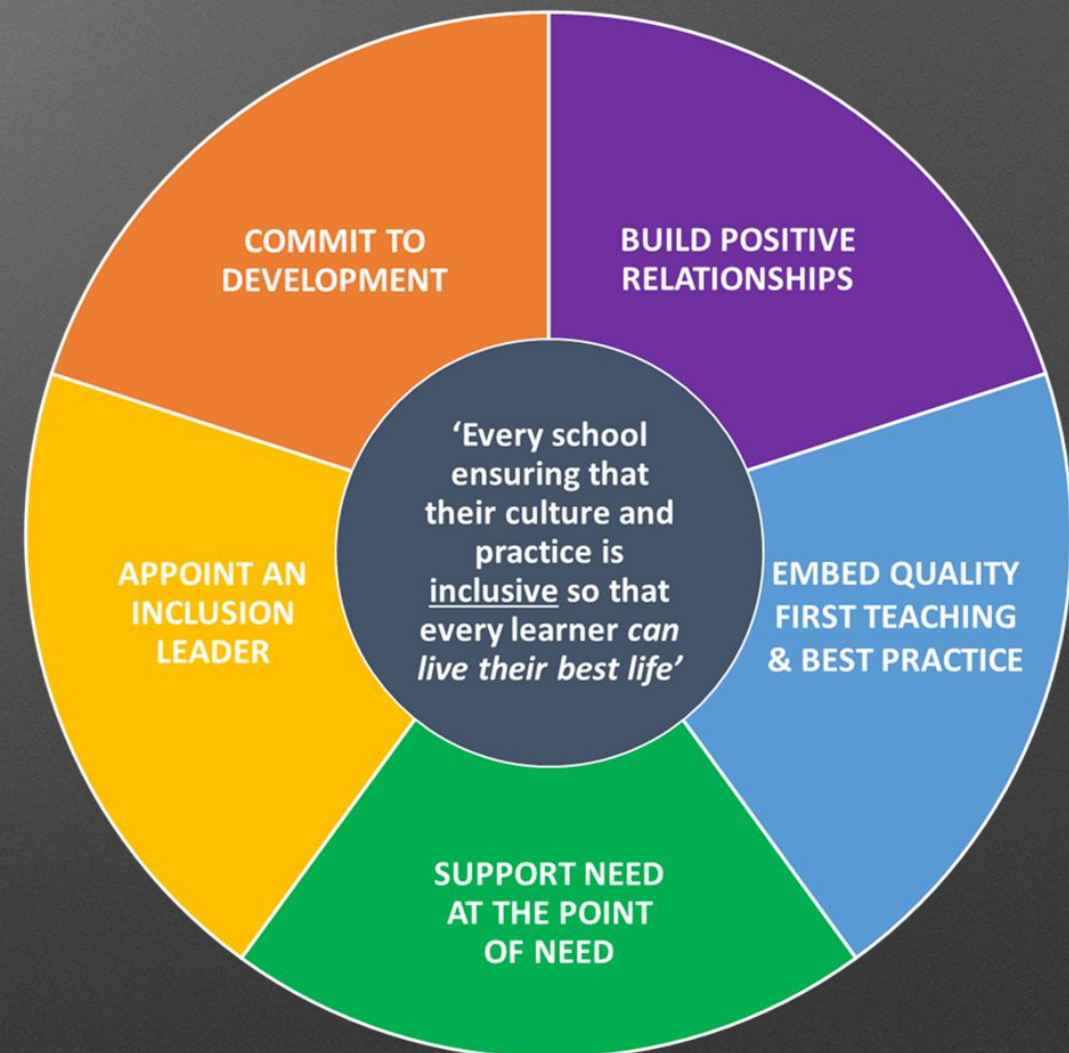 COMMIT TO
DEVELOPMENT
BUILD POSITIVE
RELATIONSHIPS
‘Every school
ensuring that
their culture and
practice is
inclusive so that
every learner can
live their best life’
APPOINT AN
INCLUSION
LEADER
EMBED QUALITY
FIRST TEACHING
& BEST PRACTICE
SUPPORT NEED
AT THE POINT
OF NEED